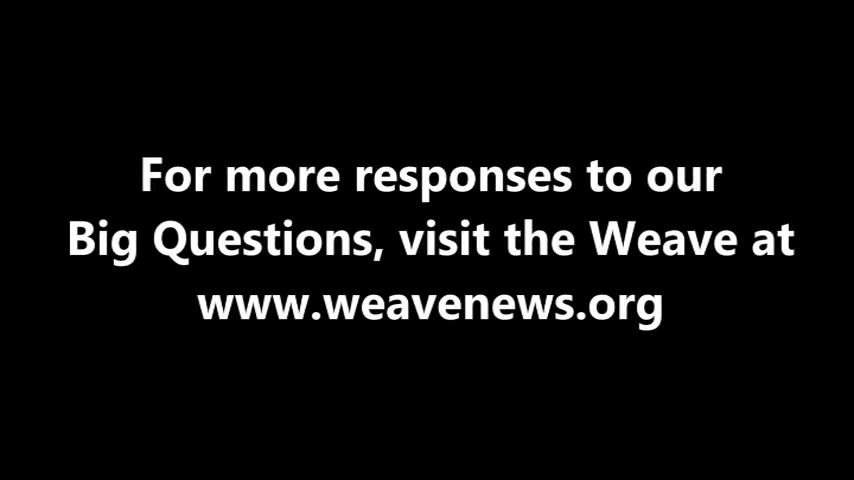 For more responses to our
Big Questions, visit the Weave at
www.weavenews.org